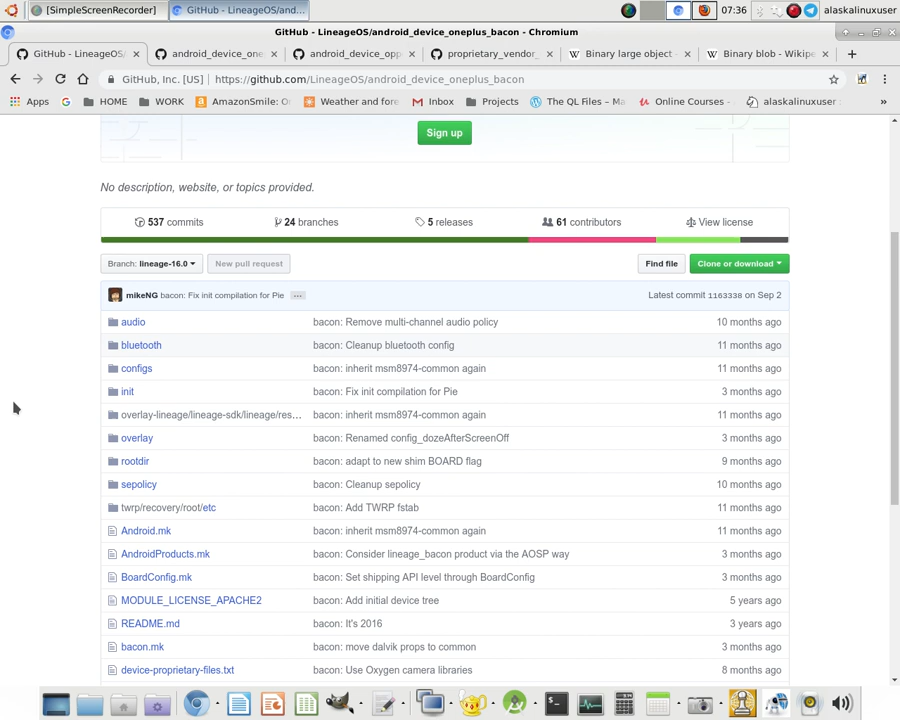 [SimpleScreenRecorder]
GitHub - LineageOS/and...
07:36
alaskalinuxuser
GitHub - LineageOS/android_device_oneplus_bacon - Chromium
GitHub - LineageOS/
android_device_one
android_device_opp
proprietary_vendor_
Binary large object -
Binary blob - Wikipe
GitHub, Inc. [US] | https://github.com/LineageOS/android_device_oneplus_bacon
Apps
HOME
WORK
AmazonSmile: O
Weather and fore
Inbox
Projects
The QL Files – Ma
Online Courses -
alaskalinuxuser
»
Sign up
No description, website, or topics provided.
537 commits
24 branches
5 releases
61 contributors
View license
Branch: lineage-16.0
New pull request
Find file
Clone or download
mikeNG bacon: Fix init compilation for Pie ...
Latest commit 1163338 on Sep 2
audio bacon: Remove multi-channel audio policy 10 months ago
bluetooth bacon: Cleanup bluetooth config 11 months ago
configs bacon: inherit msm8974-common again 11 months ago
init bacon: Fix init compilation for Pie 3 months ago
overlay-lineage/lineage-sdk/lineage/res... bacon: inherit msm8974-common again 11 months ago
overlay bacon: Renamed config_dozeAfterScreenOff 3 months ago
rootdir bacon: adapt to new shim BOARD flag 9 months ago
sepolicy bacon: Cleanup sepolicy 10 months ago
twrp/recovery/root/etc bacon: Add TWRP fstab 11 months ago
Android.mk bacon: inherit msm8974-common again 11 months ago
AndroidProducts.mk bacon: Consider lineage_bacon product via the AOSP way 3 months ago
BoardConfig.mk bacon: Set shipping API level through BoardConfig 3 months ago
MODULE_LICENSE_APACHE2 bacon: Add initial device tree 5 years ago
README.md bacon: It's 2016 3 years ago
bacon.mk bacon: move dalvik props to common 3 months ago
device-proprietary-files.txt bacon: Use Oxygen camera libraries 8 months ago